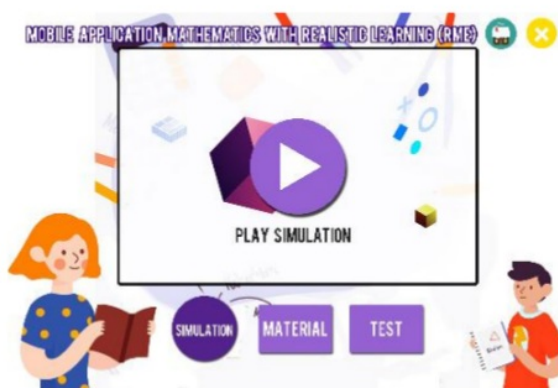 MOBILE APPLICATION MATHEMATICS WITH REALISTIC LEARNING (RME)
PLAY SIMULATION
SIMULATION
MATERIAL
TEST